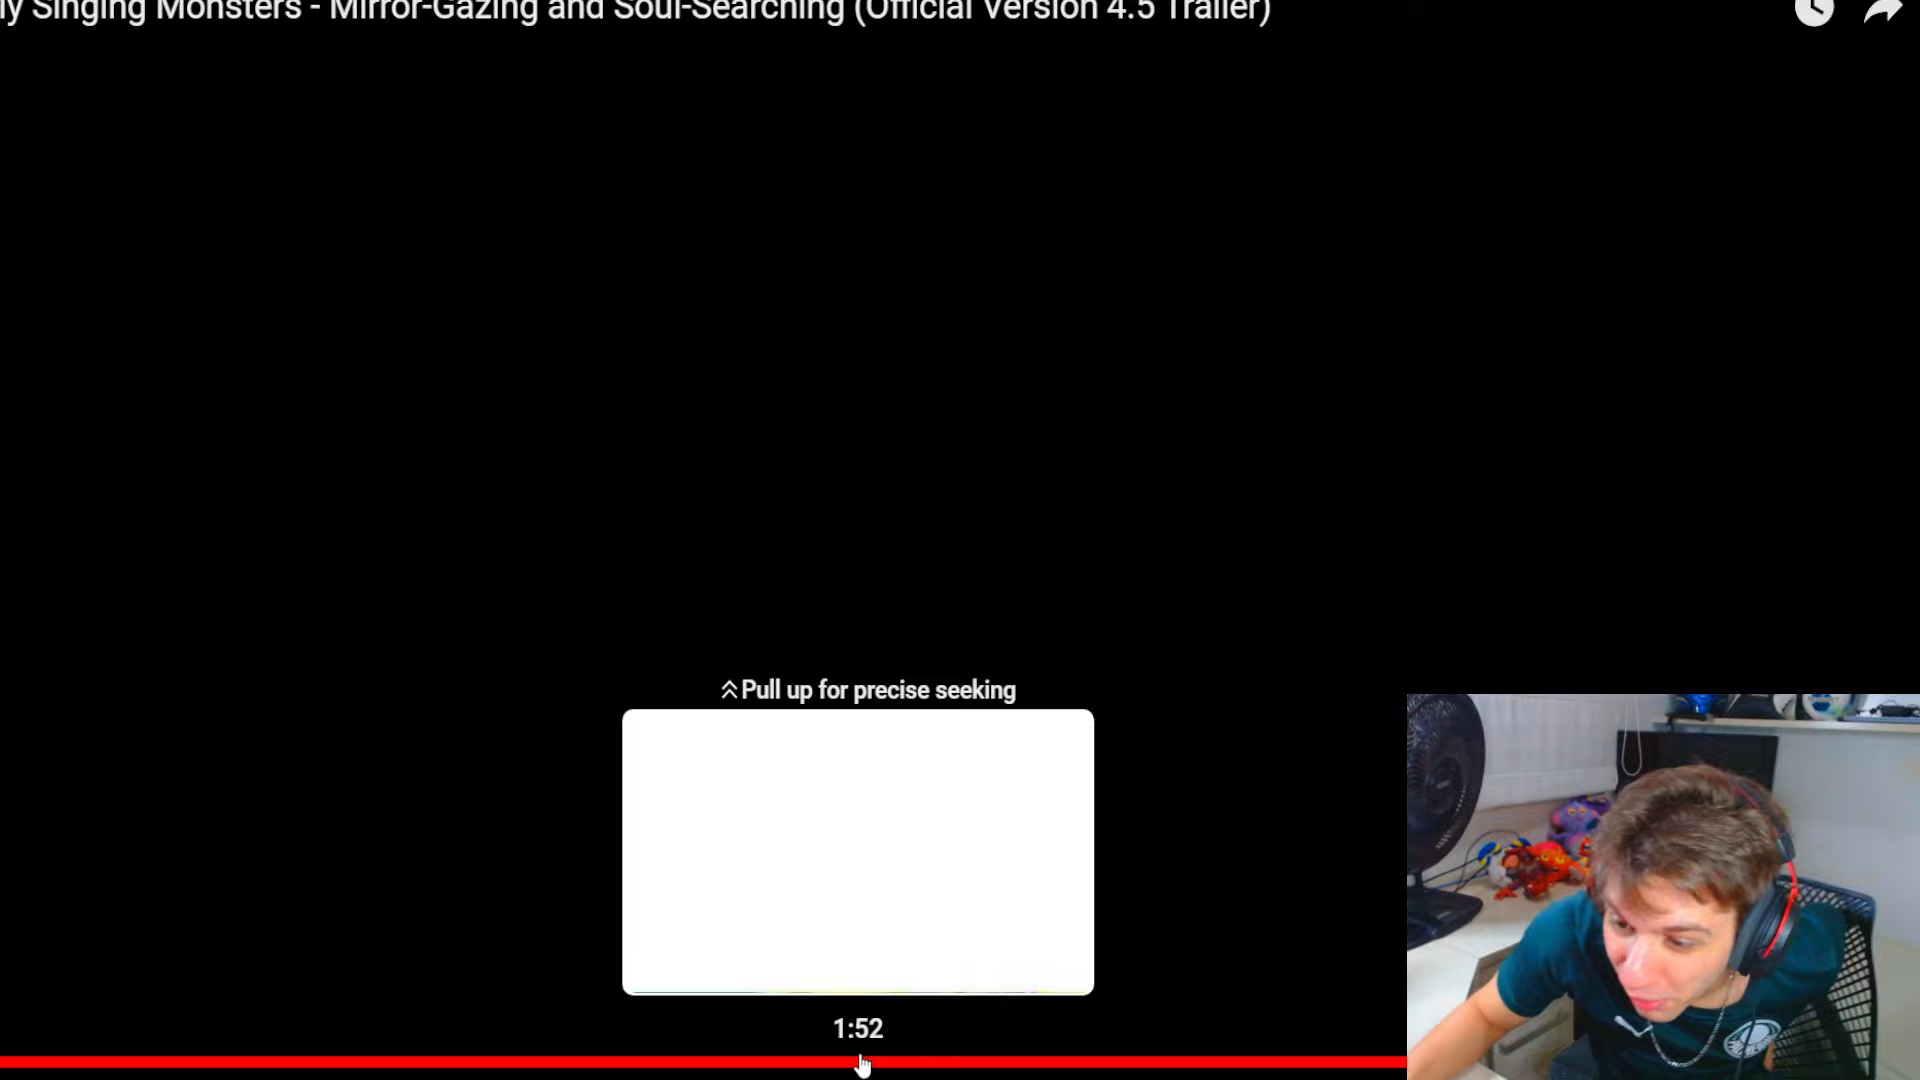 ly Singing Monsters - Mirror-Gazing and Soul-Searching (Official Version 4.5 Trailer)
Pull up for precise seeking
1:52